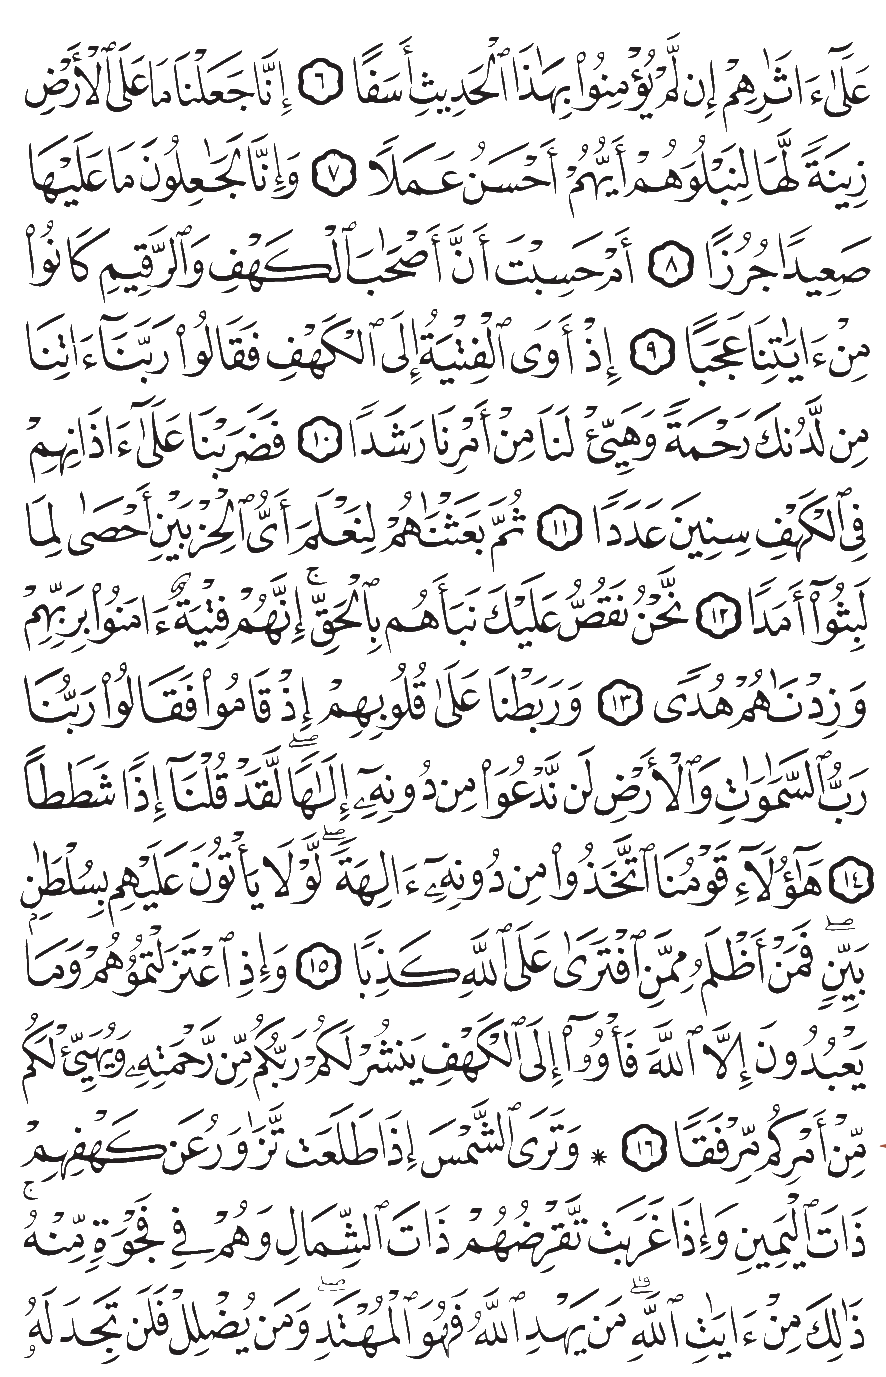 عَلَىٰٓ ءَاثَٰرِهِمْ إِن لَّمْ يُؤْمِنُوا۟ بِهَٰذَا ٱلْحَدِيثِ أَسَفًا ٦ إِنَّا جَعَلْنَا مَا عَلَى ٱلْأَرْضِ
زِينَةً لَّهَا لِنَبْلُوَهُمْ أَيُّهُمْ أَحْسَنُ عَمَلًا ٧ وَإِنَّا لَجَٰعِلُونَ مَا عَلَيْهَا
صَعِيدًا جُرُزًا ٨ أَمْ حَسِبْتَ أَنَّ أَصْحَٰبَ ٱلْكَهْفِ وَٱلرَّقِيمِ كَانُوا۟
مِنْ ءَايَٰتِنَا عَجَبًا ٩ إِذْ أَوَى ٱلْفِتْيَةُ إِلَى ٱلْكَهْفِ فَقَالُوا۟ رَبَّنَآ ءَاتِنَا
مِن لَّدُنكَ رَحْمَةً وَهَيِّئْ لَنَا مِنْ أَمْرِنَا رَشَدًا ١٠ فَضَرَبْنَا عَلَىٰٓ ءَاذَانِهِمْ
فِى ٱلْكَهْفِ سِنِينَ عَدَدًا ١١ ثُمَّ بَعَثْنَٰهُمْ لِنَعْلَمَ أَىُّ ٱلْحِزْبَيْنِ أَحْصَىٰ لِمَا
لَبِثُوٓا۟ أَمَدًا ١٢ نَّحْنُ نَقُصُّ عَلَيْكَ نَبَأَهُم بِٱلْحَقِّ ۚ إِنَّهُمْ فِتْيَةٌ ءَامَنُوا۟ بِرَبِّهِمْ
وَزِدْنَٰهُمْ هُدًى ١٣ وَرَبَطْنَا عَلَىٰ قُلُوبِهِمْ إِذْ قَامُوا۟ فَقَالُوا۟ رَبُّنَا
رَبُّ ٱلسَّمَٰوَٰتِ وَٱلْأَرْضِ لَن نَّدْعُوَا۟ مِن دُونِهِۦٓ إِلَٰهًا ۖ لَّقَدْ قُلْنَآ إِذًا شَطَطًا
١٤ هَٰٓؤُلَآءِ قَوْمُنَا ٱتَّخَذُوا۟ مِن دُونِهِۦٓ ءَالِهَةً ۖ لَّوْلَا يَأْتُونَ عَلَيْهِم بِسُلْطَٰنٍۭ
بَيِّنٍ ۖ فَمَنْ أَظْلَمُ مِمَّنِ ٱفْتَرَىٰ عَلَى ٱللَّهِ كَذِبًا ١٥ وَإِذِ ٱعْتَزَلْتُمُوهُمْ وَمَا
يَعْبُدُونَ إِلَّا ٱللَّهَ فَأْوُۥٓا۟ إِلَى ٱلْكَهْفِ يَنشُرْ لَكُمْ رَبُّكُم مِّن رَّحْمَتِهِۦ وَيُهَيِّئْ لَكُم
مِّنْ أَمْرِكُم مِّرْفَقًا ١٦ * وَتَرَى ٱلشَّمْسَ إِذَا طَلَعَت تَّزَٰوَرُ عَن كَهْفِهِمْ
ذَاتَ ٱلْيَمِينِ وَإِذَا غَرَبَت تَّقْرِضُهُمْ ذَاتَ ٱلشِّمَالِ وَهُمْ فِى فَجْوَةٍ مِّنْهُ ۚ
ذَٰلِكَ مِنْ ءَايَٰتِ ٱللَّهِ ۗ مَن يَهْدِ ٱللَّهُ فَهُوَ ٱلْمُهْتَدِ ۖ وَمَن يُضْلِلْ فَلَن تَجِدَ لَهُۥ